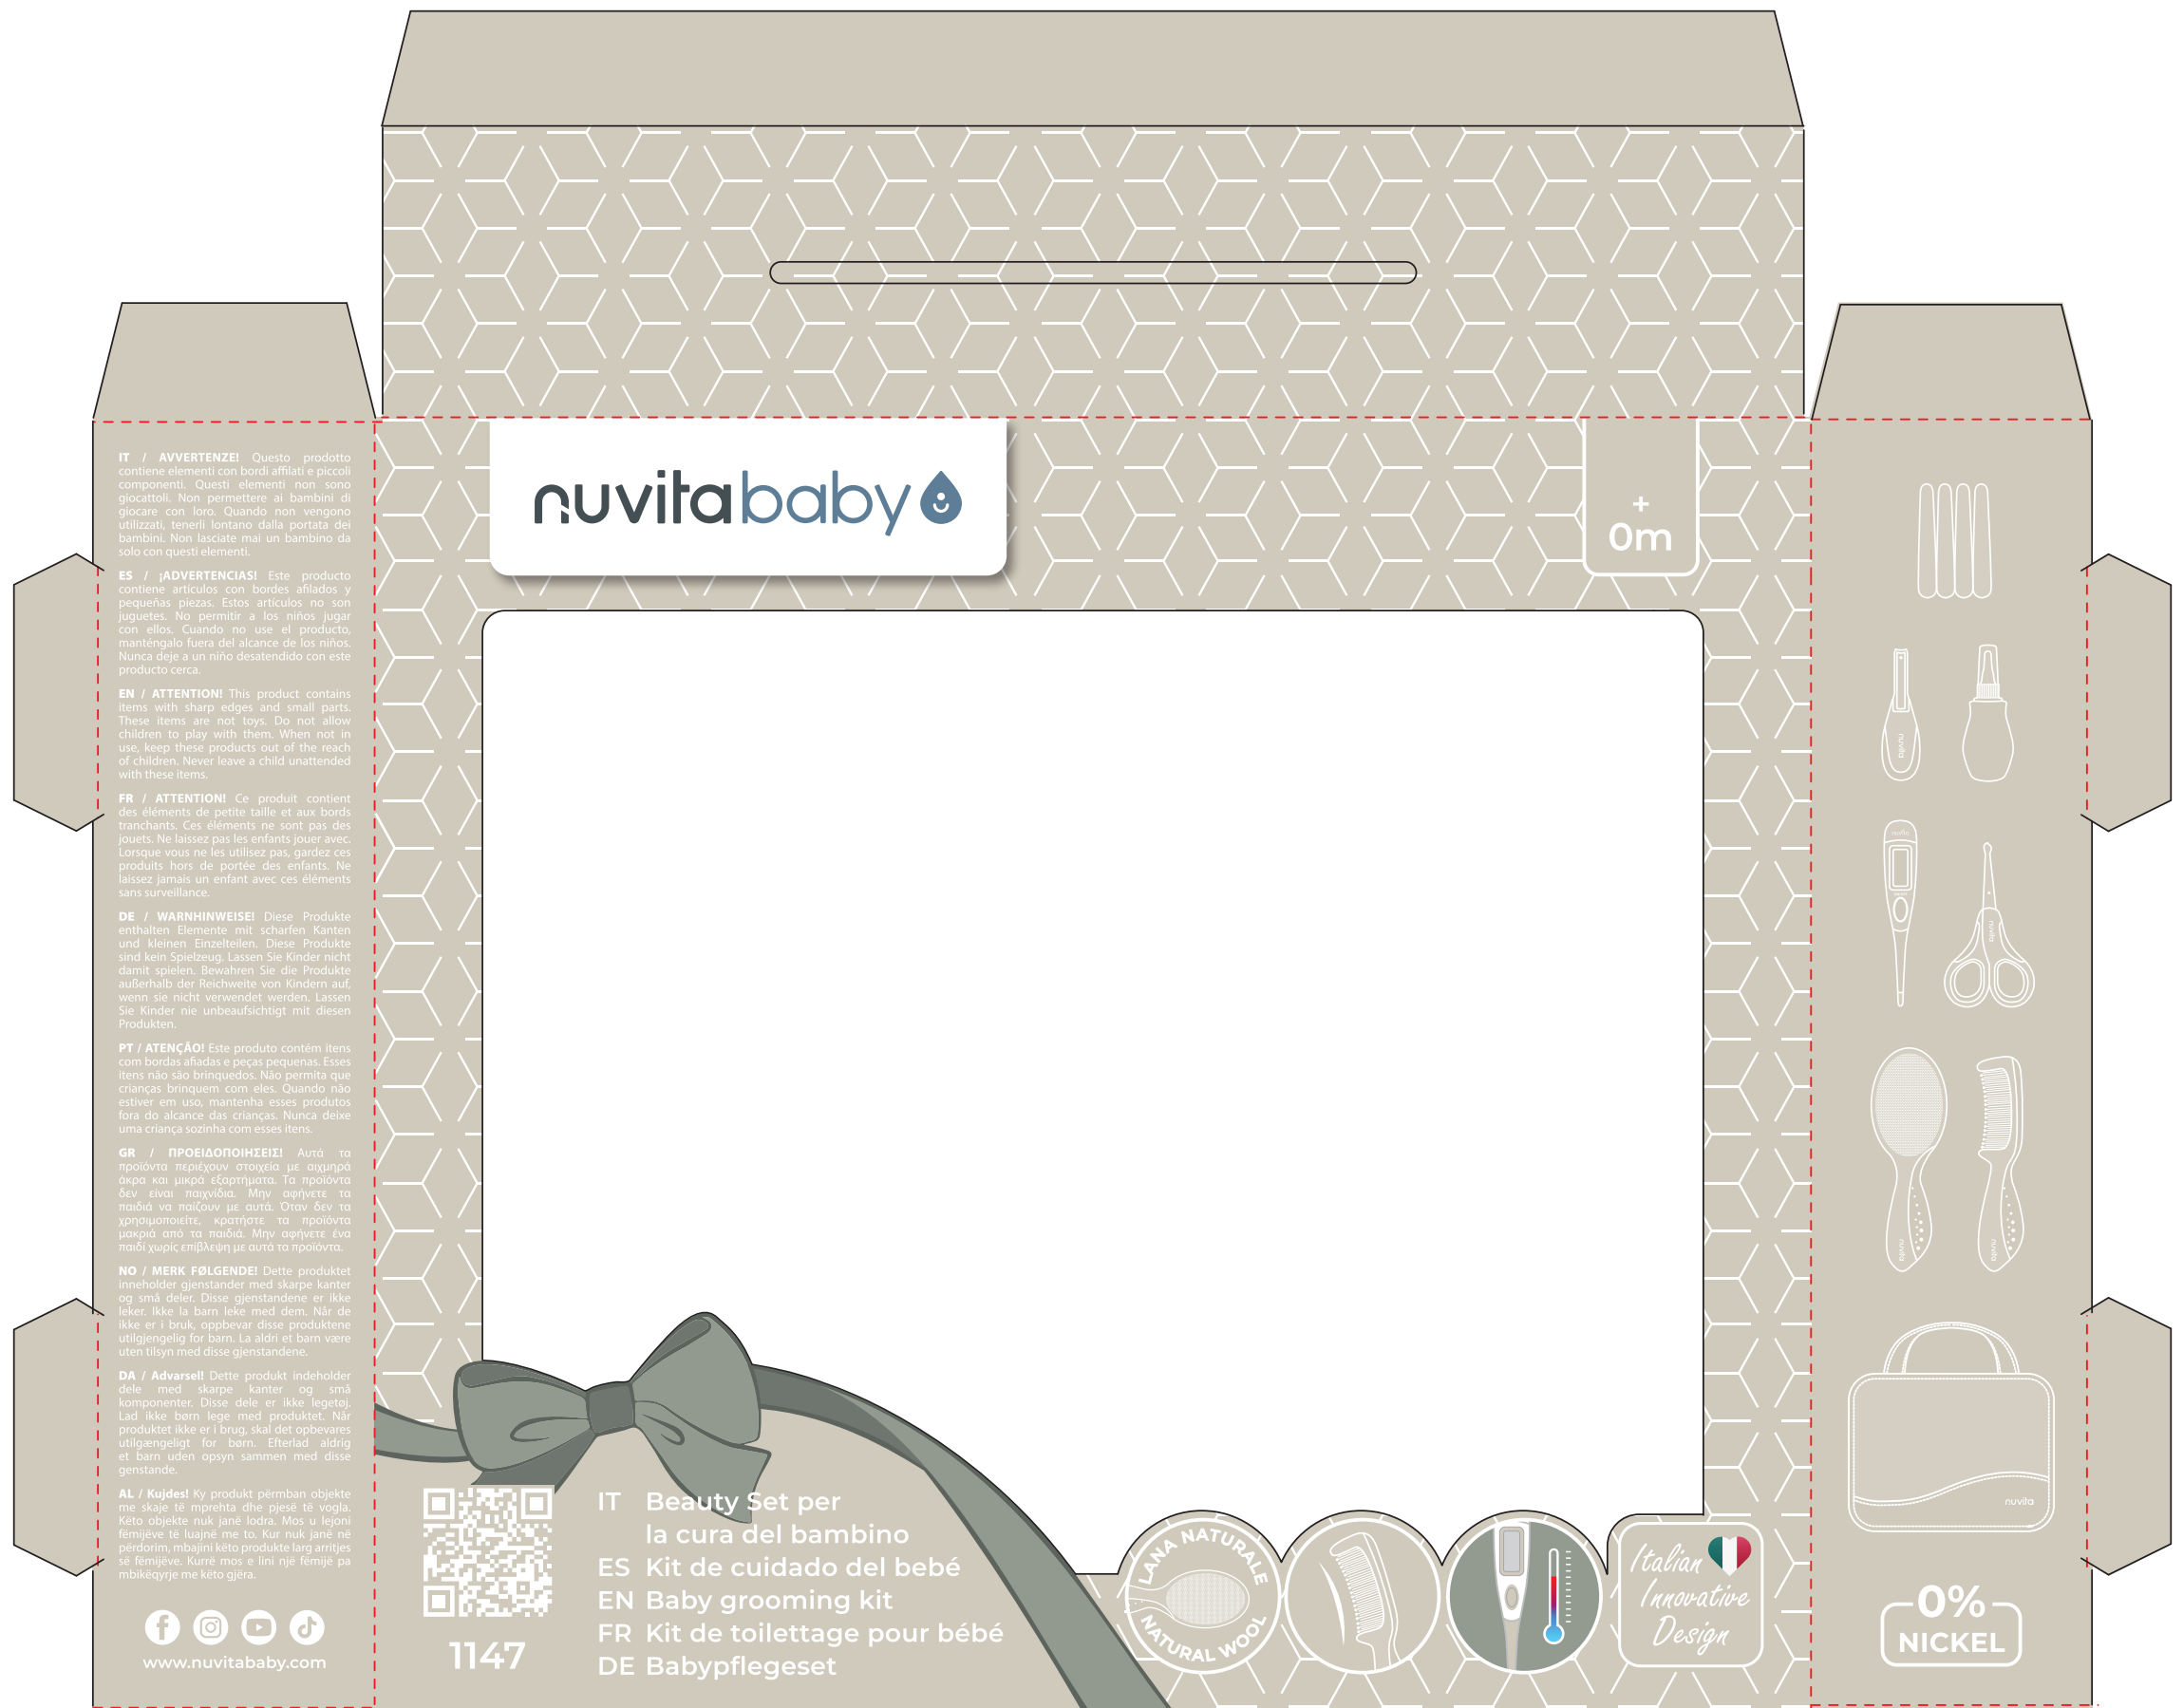 IT / AVVERTENZE! Questo prodotto
contiene elementi con bordi affilati e piccoli
componenti. Questi elementi non sono
giocattoli. Non permettere ai bambini di
giocare con loro. Quando non vengono
utilizzati, tenerli lontano dalla portata dei
bambini. Non lasciate mai un bambino da
solo con questi elementi.
ES / ¡ADVERTENCIAS! Este producto
contiene artículos con bordes afilados y
pequeñas piezas. Estos artículos no son
juguetes. No permitir a los niños jugar
con ellos. Cuando no use el producto,
manténgalo fuera del alcance de los niños.
Nunca deje a un niño desatendido con este
producto cerca.
EN / ATTENTION! This product contains
items with sharp edges and small parts.
These items are not toys. Do not allow
children to play with them. When not in
use, keep these products out of the reach
of children. Never leave a child unattended
with these items.
FR / ATTENTION! Ce produit contient
des éléments de petite taille et aux bords
tranchants. Ces éléments ne sont pas des
jouets. Ne laissez pas les enfants jouer avec.
Lorsque vous ne les utilisez pas, gardez ces
produits hors de portée des enfants. Ne
laissez jamais un enfant avec ces éléments
sans surveillance.
DE / WARNHINWEISE! Diese Produkte
enthalten Elemente mit scharfen Kanten
und kleinen Einzelteilen. Diese Produkte
sind kein Spielzeug. Lassen Sie Kinder nicht
damit spielen. Bewahren Sie die Produkte
außerhalb der Reichweite von Kindern auf,
wenn sie nicht verwendet werden. Lassen
Sie Kinder nie unbeaufsichtigt mit diesen
Produkten.
PT / ATENÇÃO! Este produto contém itens
com bordas afiadas e peças pequenas. Esses
itens não são brinquedos. Não permita que
crianças brinquem com eles. Quando não
estiver em uso, mantenha esses produtos
fora do alcance das crianças. Nunca deixe
uma criança sozinha com esses itens.
GR / ΠΡΟΕΙΔΟΠΟΙΗΣΕΙΣ! Αυτά τα
προϊόντα περιέχουν στοιχεία με αιχμηρά
άκρα και μικρά εξαρτήματα. Τα προϊόντα
δεν είναι παιχνίδια. Μην αφήνετε τα
παιδιά να παίζουν με αυτά. Όταν δεν τα
χρησιμοποιείτε, κρατήστε τα προϊόντα
μακριά από τα παιδιά. Μην αφήνετε ένα
παιδί χωρίς επίβλεψη με αυτά τα προϊόντα.
NO / MERK FØLGENDE! Dette produktet
inneholder gjenstander med skarpe kanter
og små deler. Disse gjenstandene er ikke
leker. Ikke la barn leke med dem. Når de
ikke er i bruk, oppbevar disse produktene
utilgjengelig for barn. La aldri et barn være
uten tilsyn med disse gjenstandene.
DA / Advarsel! Dette produkt indeholder
dele med skarpe kanter og små
komponenter. Disse dele er ikke legetøj.
Lad ikke børn lege med produktet. Når
produktet ikke er i brug, skal det opbevares
utilgængeligt for børn. Efterlad aldrig
et barn uden opsyn sammen med disse
genstande.
AL / Kujdes! Ky produkt përmban objekte
me skaje të mprehta dhe pjesë të vogla.
Këto objekte nuk janë lodra. Mos u lejoni
fëmijëve të luajnë me to. Kur nuk janë në
përdorim, mbajini këto produkte larg arritjes
së fëmijëve. Kurrë mos e lini një fëmijë pa
mbikëqyrje me këto gjëra.
www.nuvitababy.com
nuvitababy
+
0m
1147
IT Beauty Set per
la cura del bambino
ES Kit de cuidado del bebé
EN Baby grooming kit
FR Kit de toilettage pour bébé
DE Babypflegeset
LANA NATURALE
NATURAL WOOL
Italian
Innovative
Design
nuvita
nuvita
nuvita
nuvita
nuvita
nuvita
0%
NICKEL